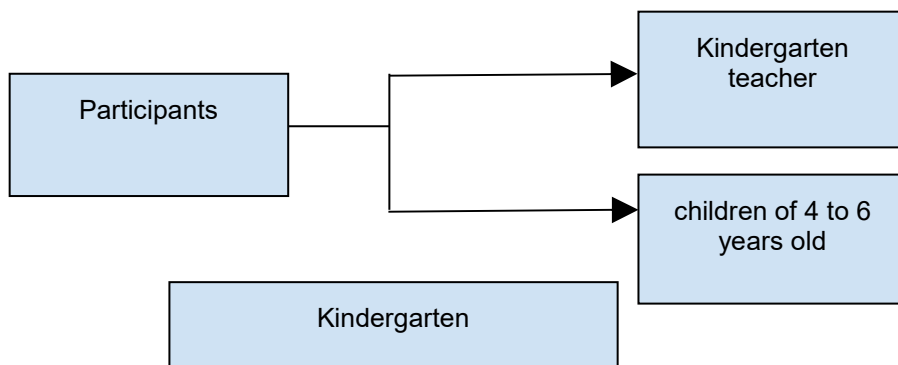 Kindergarten
teacher
Participants
children of 4 to 6
years old
Kindergarten